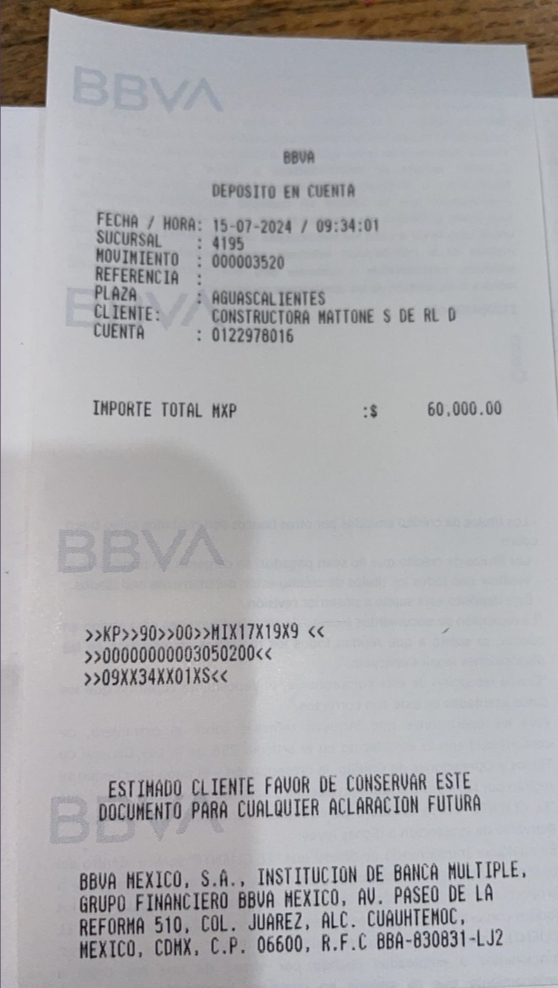 BBVA
BBVA
DEPOSITO EN CUENTA
FECHA / HORA: 15-07-2024 / 09:34:01
SUCURSAL : 4195
MOVIMIENTO : 000003520
REFERENCIA :
PLAZA : AGUASCALIENTES
CLIENTE: CONSTRUCTORA MATTONE S DE RL D
CUENTA : 0122978016
BBVA
IMPORTE TOTAL MXP :$ 60,000.00
BBVA
>>KP>>90>>00>>MIX17X19X9 <<
>>00000000003050200<<
>>09XX34XX01XS<<
ESTIMADO CLIENTE FAVOR DE CONSERVAR ESTE
DOCUMENTO PARA CUALQUIER ACLARACION FUTURA
BBVA
BBVA MEXICO, S.A., INSTITUCION DE BANCA MULTIPLE,
GRUPO FINANCIERO BBVA MEXICO, AV. PASEO DE LA
REFORMA 510, COL. JUAREZ, ALC. CUAUHTEMOC,
MEXICO, CDMX, C.P. 06600, R.F.C BBA-830831-LJ2